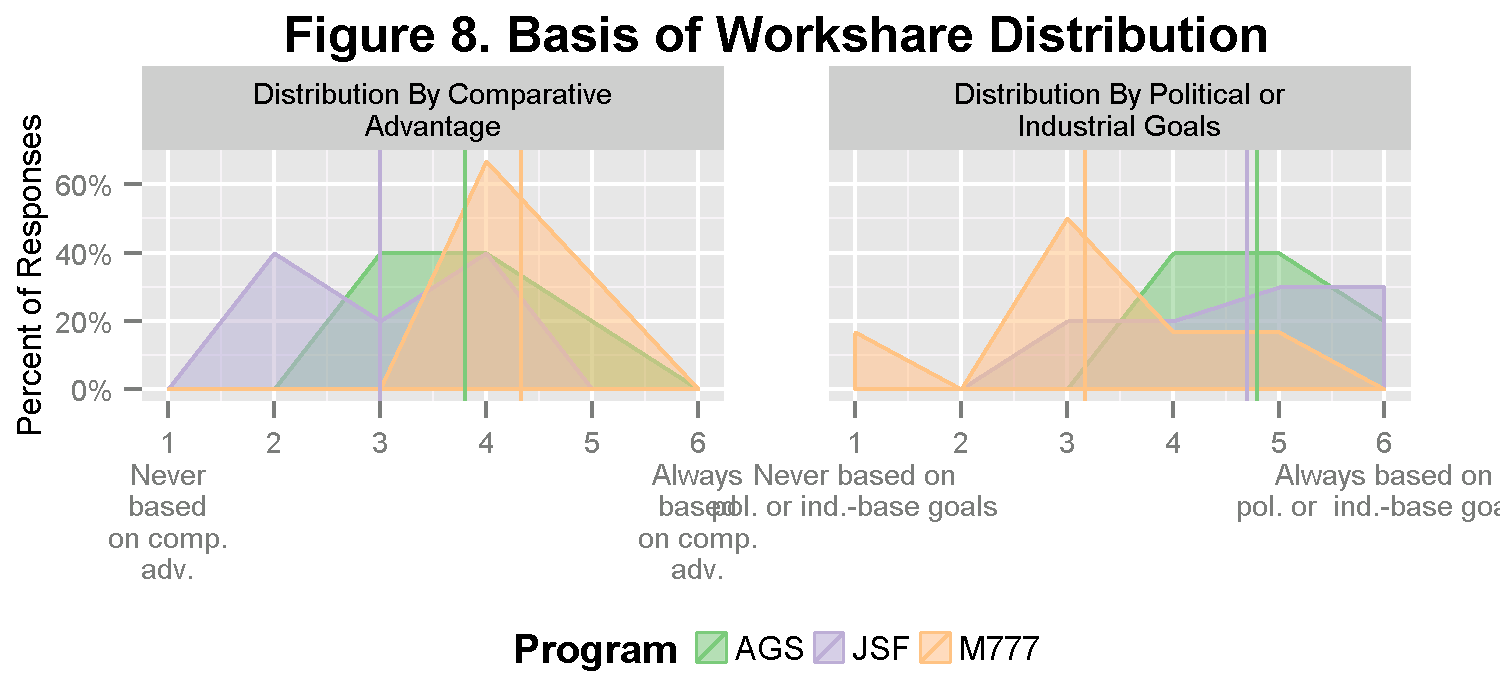 Figure 8. Basis of Workshare Distribution
Distribution By Comparative
Advantage
Distribution By Political or
Industrial Goals
Percent of Responses
60%
40%
20%
0%
1 2 3 4 5 6
1 2 3 4 5 6
Never
based
on comp.
adv.
Always
based
on comp.
adv.
Never based on
pol. or ind.-base goals
Always based on
pol. or ind.-base goa
Program AGS JSF M777